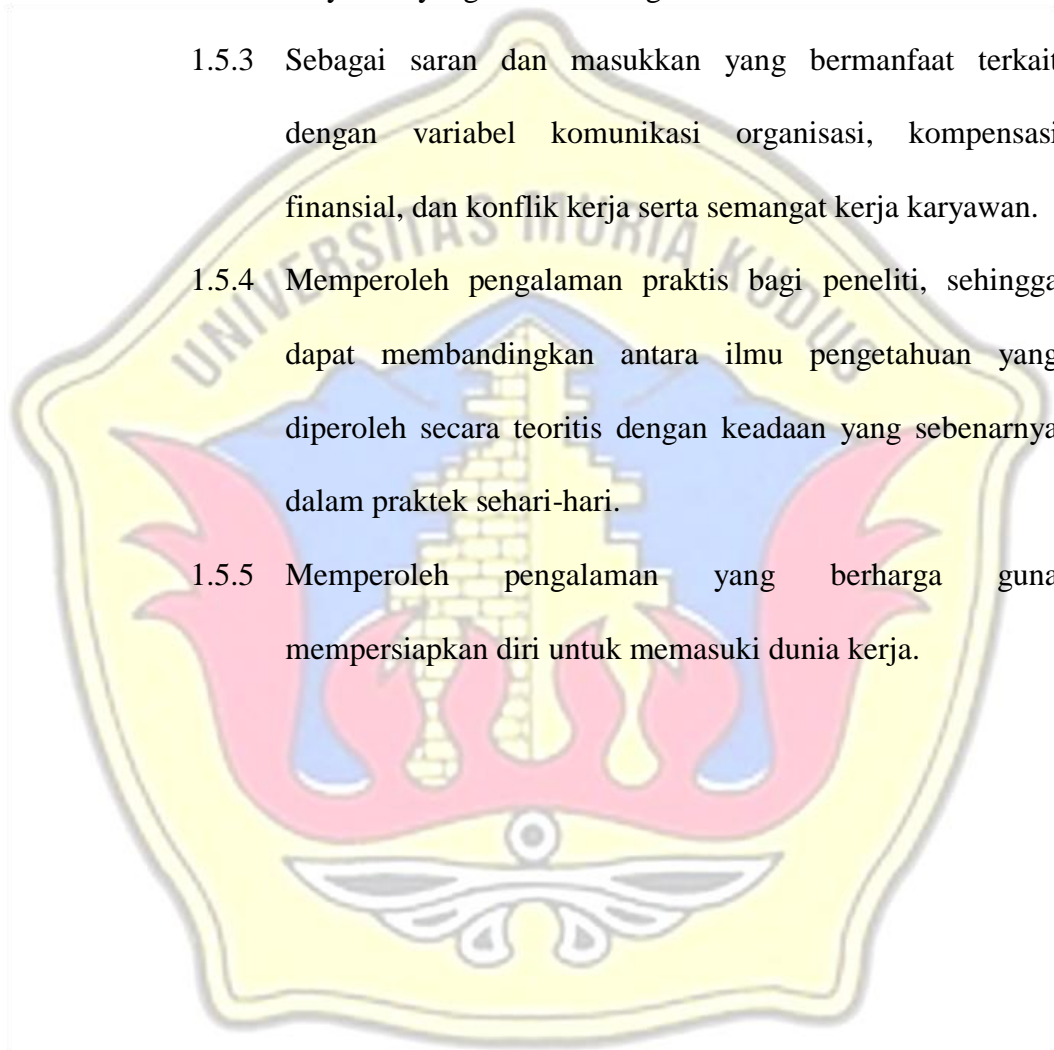 1.5.3 Sebagai saran dan masukkan yang bermanfaat terkait
dengan variabel komunikasi organisasi, kompensasi
finansial, dan konflik kerja serta semangat kerja karyawan.
UNIVERSITAS MURIA KUDUS
1.5.4 Memperoleh pengalaman praktis bagi peneliti, sehingga
dapat membandingkan antara ilmu pengetahuan yang
diperoleh secara teoritis dengan keadaan yang sebenarnya
dalam praktek sehari-hari.
1.5.5 Memperoleh pengalaman yang berharga guna
mempersiapkan diri untuk memasuki dunia kerja.